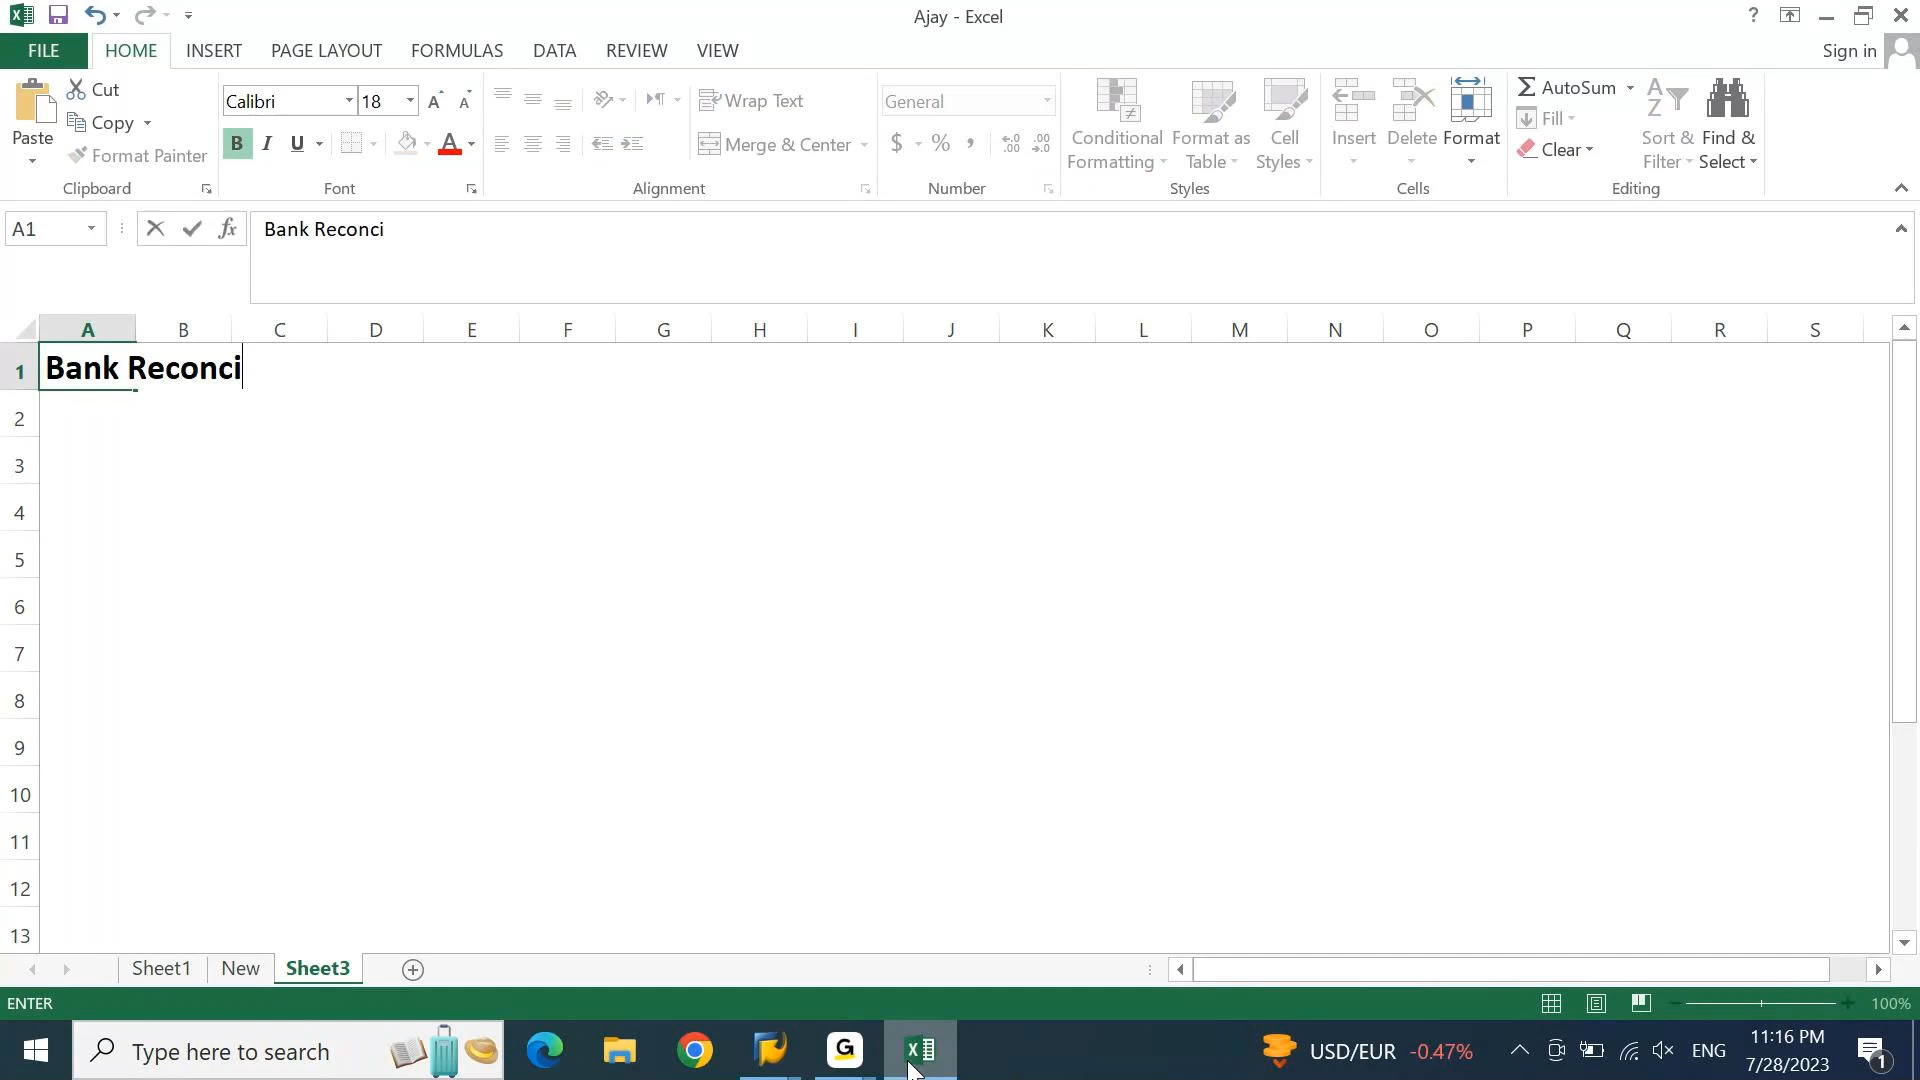 Ajay - Excel
?
FILE
HOME
INSERT
PAGE LAYOUT
FORMULAS
DATA
REVIEW
VIEW
Sign in
Paste
Cut
Copy
Format Painter
Clipboard
Calibri
18
B I U
Font
Wrap Text
Merge & Center
Alignment
General
$ % ,
Number
Conditional
Formatting
Format as
Table
Cell
Styles
Styles
Insert
Delete
Format
Cells
AutoSum
Fill
Clear
Sort &
Filter
Find &
Select
Editing
A1
fx
Bank Reconci
A B C D E F G H I J K L M N O P Q R S
1 Bank Reconci
2
3
4
5
6
7
8
9
10
11
12
13
Sheet1
New
Sheet3
ENTER
100%
Type here to search
USD/EUR -0.47%
ENG
11:16 PM
7/28/2023
1